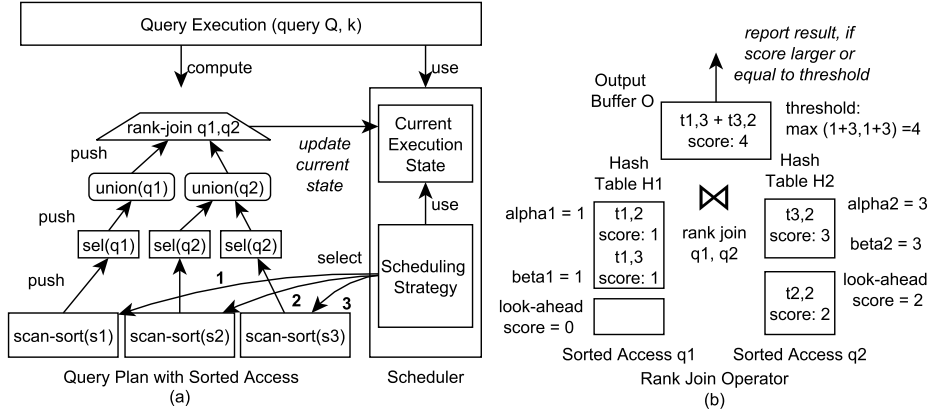 Query Execution (query Q, k)
compute
use
rank-join q1,q2
push
update
current
state
Current
Execution
State
union(q1)
union(q2)
push
use
sel(q1)
sel(q2)
sel(q2)
select
Scheduling
Strategy
push
1
2
3
scan-sort(s1)
scan-sort(s2)
scan-sort(s3)
Query Plan with Sorted Access
Scheduler
(a)
report result, if
score larger or
equal to threshold
Output
Buffer O
t1,3 + t3,2
score: 4
threshold:
max (1+3,1+3) =4
Hash
Table H1
Hash
Table H2
alpha1 = 1
t1,2
score: 1
t1,3
score: 1
beta1 = 1
rank join
q1, q2
t3,2
score: 3
alpha2 = 3
beta2 = 3
look-ahead
score = 0
t2,2
score: 2
look-ahead
score = 2
Sorted Access q1
Sorted Access q2
Rank Join Operator
(b)